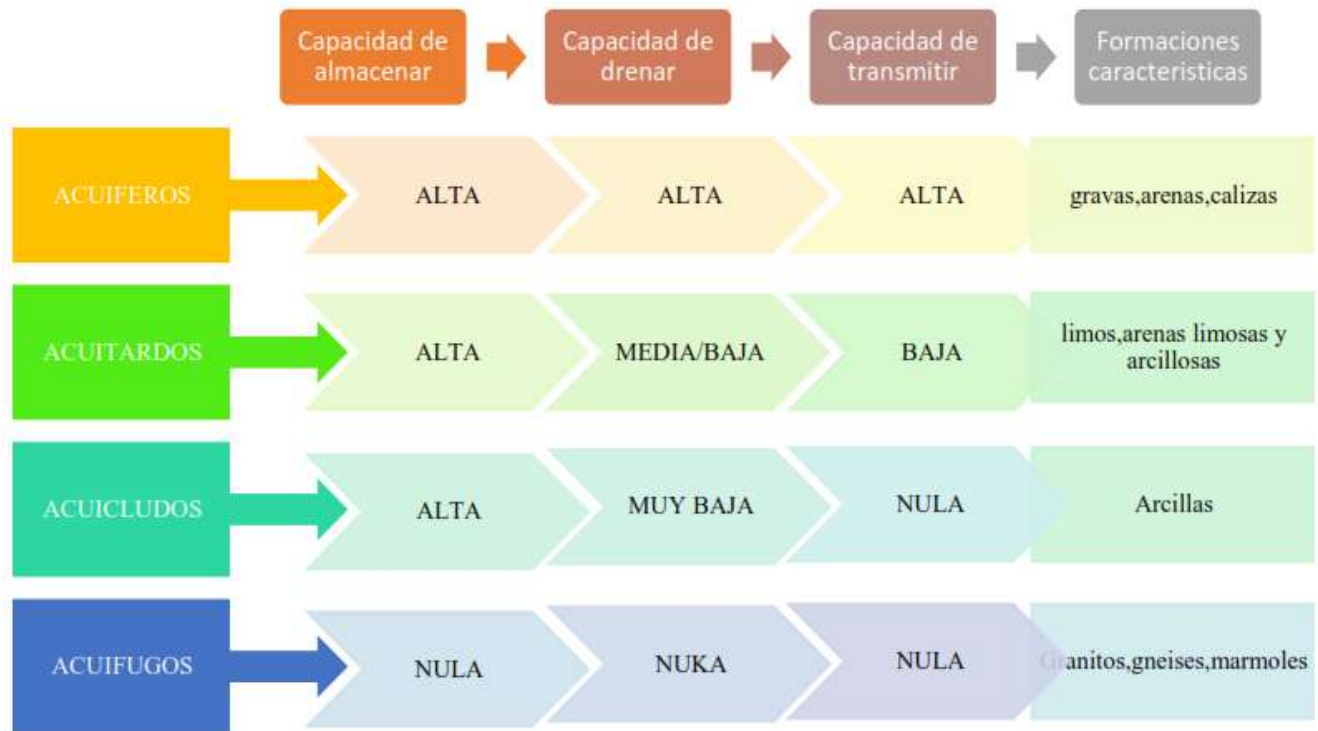 Capacidad de
almacenar
Capacidad de
drenar
Capacidad de
transmitir
Formaciones
caracteristicas
ACUIFEROS
ALTA
ALTA
ALTA
gravas,arenas,calizas
ACUITARDOS
ALTA
MEDIA/BAJA
BAJA
limos,arenas limosas y
arcillosas
ACUICLUDOS
ALTA
MUY BAJA
NULA
Arcillas
ACUIFUGOS
NULA
NUKA
NULA
Granitos,gneises,marmoles